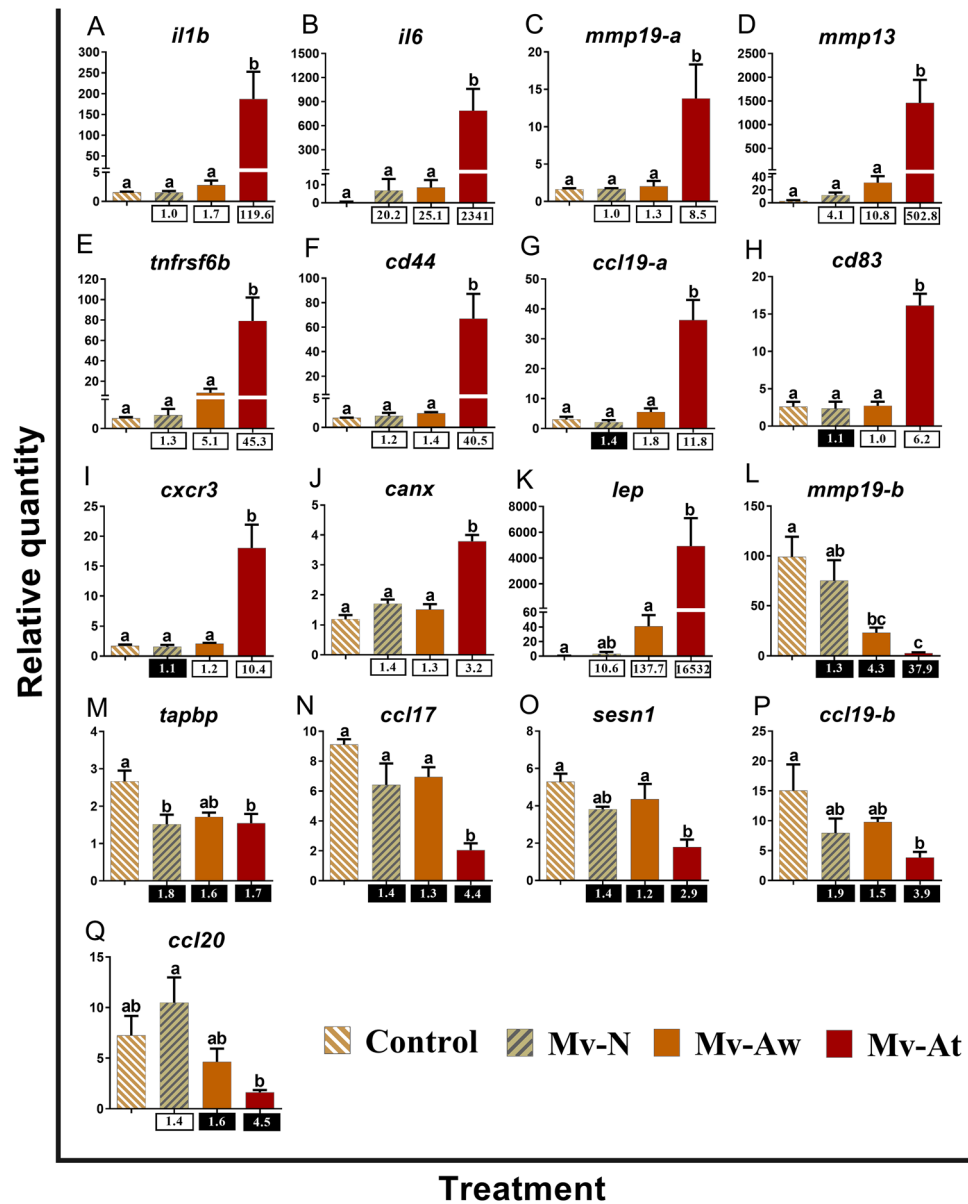 Relative quantity
A
il1b
300
250
200
150
100
50
5
0
a
a
a
b
1.0
1.7
119.6
B
il6
1500
1200
900
600
300
10
0
a
a
a
b
20.2
25.1
2341
C
mmp19-a
20
15
10
5
0
a
a
a
b
1.0
1.3
8.5
D
mmp13
2500
2000
1500
1000
500
40
20
0
a
a
a
b
4.1
10.8
502.8
E
tnfrsf6b
120
100
80
60
40
20
5
0
a
a
a
b
1.3
5.1
45.3
F
cd44
100
80
60
40
20
5
0
a
a
a
b
1.2
1.4
40.5
G
ccl19-a
50
40
30
20
10
0
a
a
a
b
1.4
1.8
11.8
H
cd83
20
15
10
5
0
a
a
a
b
1.1
1.0
6.2
I
cxcr3
25
20
15
10
5
0
a
a
a
b
1.1
1.2
10.4
J
canx
5
4
3
2
1
0
a
a
a
b
1.4
1.3
3.2
K
lep
8000
6000
4000
2000
60
40
20
0
a
ab
a
b
10.6
137.7
16532
L
mmp19-b
150
100
50
0
a
ab
bc
c
1.3
4.3
37.9
M
tapbp
4
3
2
1
0
a
b
ab
b
1.8
1.6
1.7
N
ccl17
10
8
6
4
2
0
a
a
a
b
1.4
1.3
4.4
O
sesn1
8
6
4
2
0
a
ab
a
b
1.4
1.2
2.9
P
ccl19-b
25
20
15
10
5
0
a
ab
ab
b
1.9
1.5
3.9
Q
ccl20
15
10
5
0
ab
a
ab
b
1.4
1.6
4.5
Control
Mv-N
Mv-Aw
Mv-At
Treatment